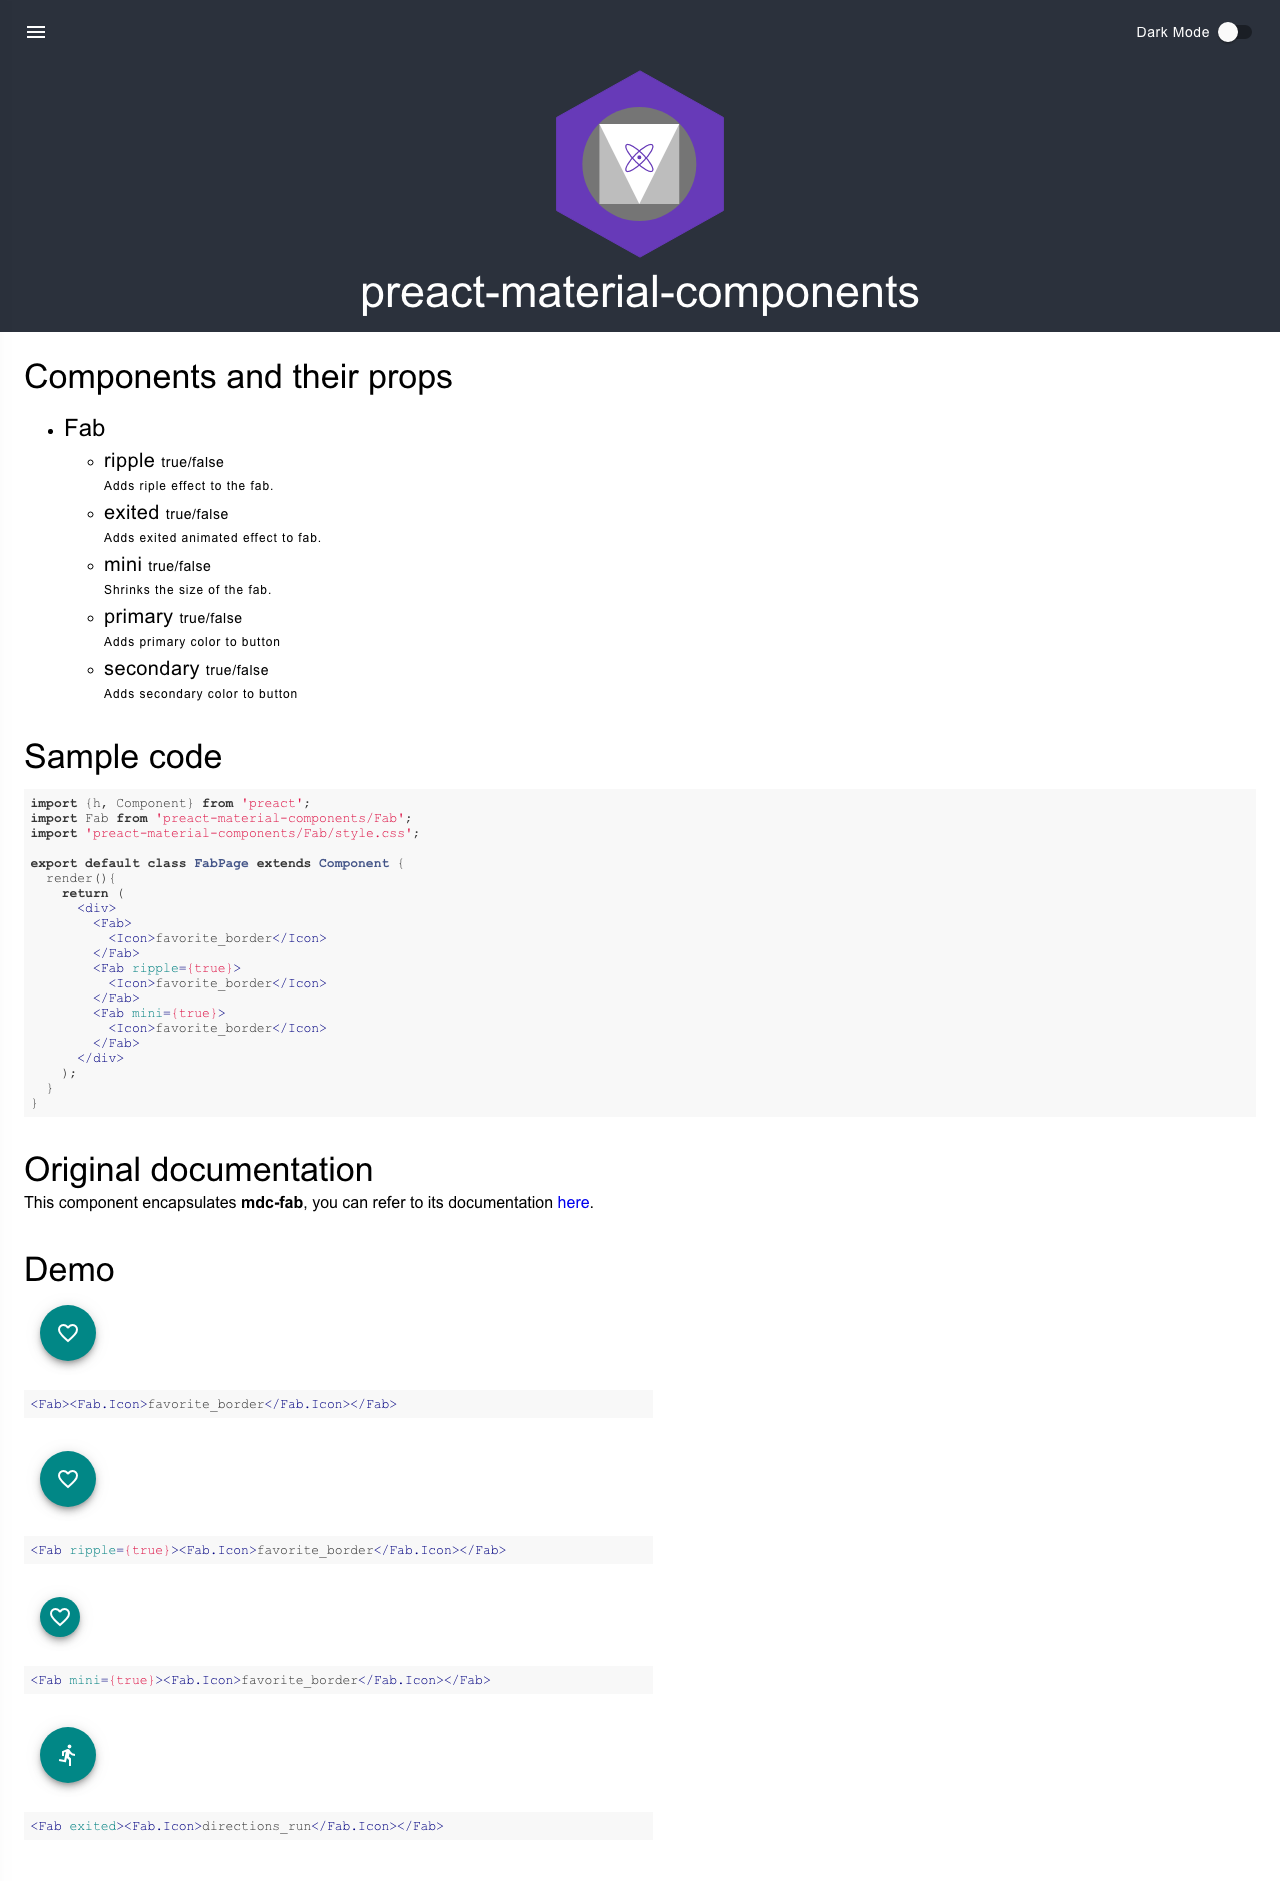 Dark Mode
preact-material-components
Components and their props
Fab
ripple true/false
Adds riple effect to the fab.
exited true/false
Adds exited animated effect to fab.
mini true/false
Shrinks the size of the fab.
primary true/false
Adds primary color to button
secondary true/false
Adds secondary color to button
Sample code
import {h, Component} from 'preact';
import Fab from 'preact-material-components/Fab';
import 'preact-material-components/Fab/style.css';
export default class FabPage extends Component {
render(){
return (
<div>
<Fab>
<Icon>favorite_border</Icon>
</Fab>
<Fab ripple={true}>
<Icon>favorite_border</Icon>
</Fab>
<Fab mini={true}>
<Icon>favorite_border</Icon>
</Fab>
</div>
);
}
}
Original documentation
This component encapsulates mdc-fab, you can refer to its documentation here.
Demo
<Fab><Fab.Icon>favorite_border</Fab.Icon></Fab>
<Fab ripple={true}><Fab.Icon>favorite_border</Fab.Icon></Fab>
<Fab mini={true}><Fab.Icon>favorite_border</Fab.Icon></Fab>
<Fab exited><Fab.Icon>directions_run</Fab.Icon></Fab>